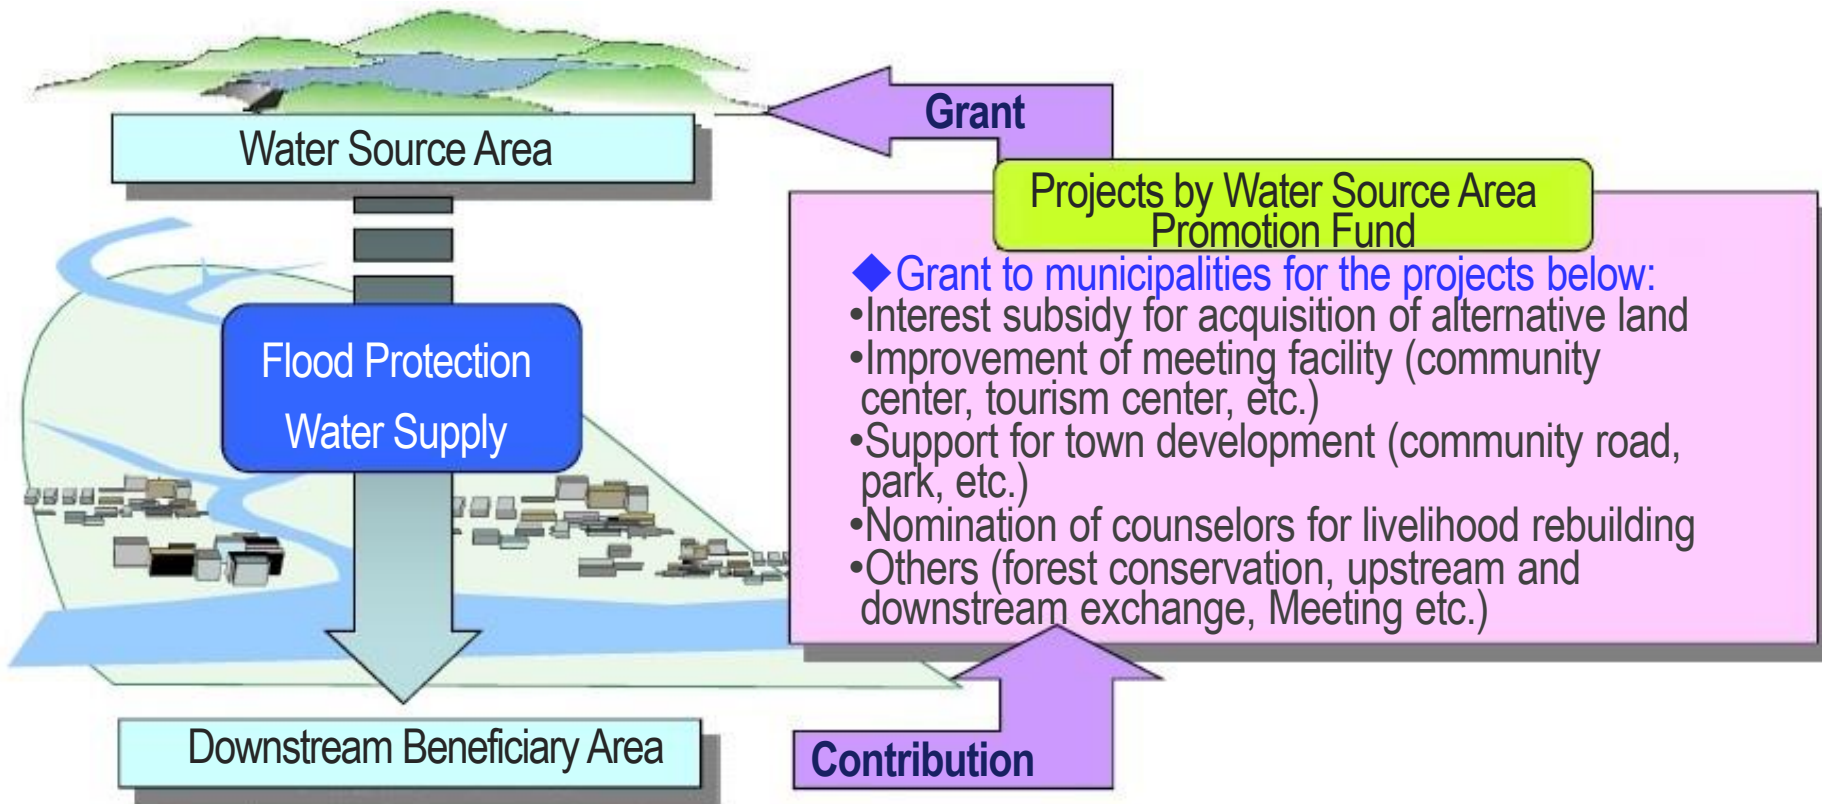 Water Source Area
Grant
Projects by Water Source Area
Promotion Fund
◆Grant to municipalities for the projects below:
•Interest subsidy for acquisition of alternative land
•Improvement of meeting facility (community
center, tourism center, etc.)
•Support for town development (community road,
park, etc.)
•Nomination of counselors for livelihood rebuilding
•Others (forest conservation, upstream and
downstream exchange, Meeting etc.)
Flood Protection
Water Supply
Downstream Beneficiary Area
Contribution